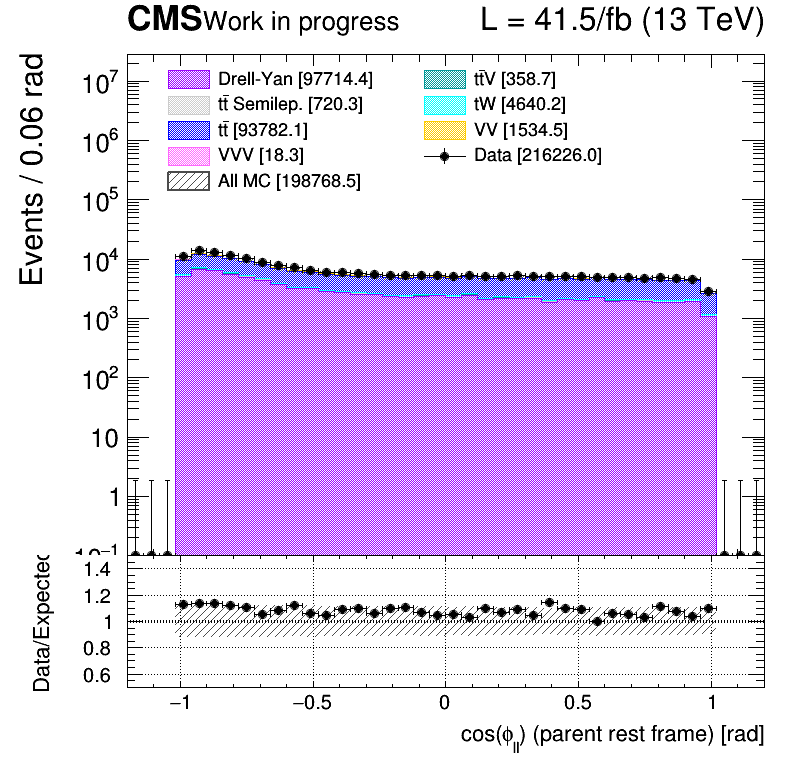 CMS Work in progress L = 41.5/fb (13 TeV)
Events / 0.06 rad
Drell-Yan [97714.4]
tt̄ Semilep. [720.3]
tt̄ [93782.1]
VVV [18.3]
All MC [198768.5]
tt̄V [358.7]
tW [4640.2]
VV [1534.5]
Data [216226.0]
10⁷
10⁶
10⁵
10⁴
10³
10²
10
1
10⁻¹
Data/Expected
1.4
1.2
1
0.8
0.6
−1 −0.5 0 0.5 1
cos(ϕ_ll) (parent rest frame) [rad]